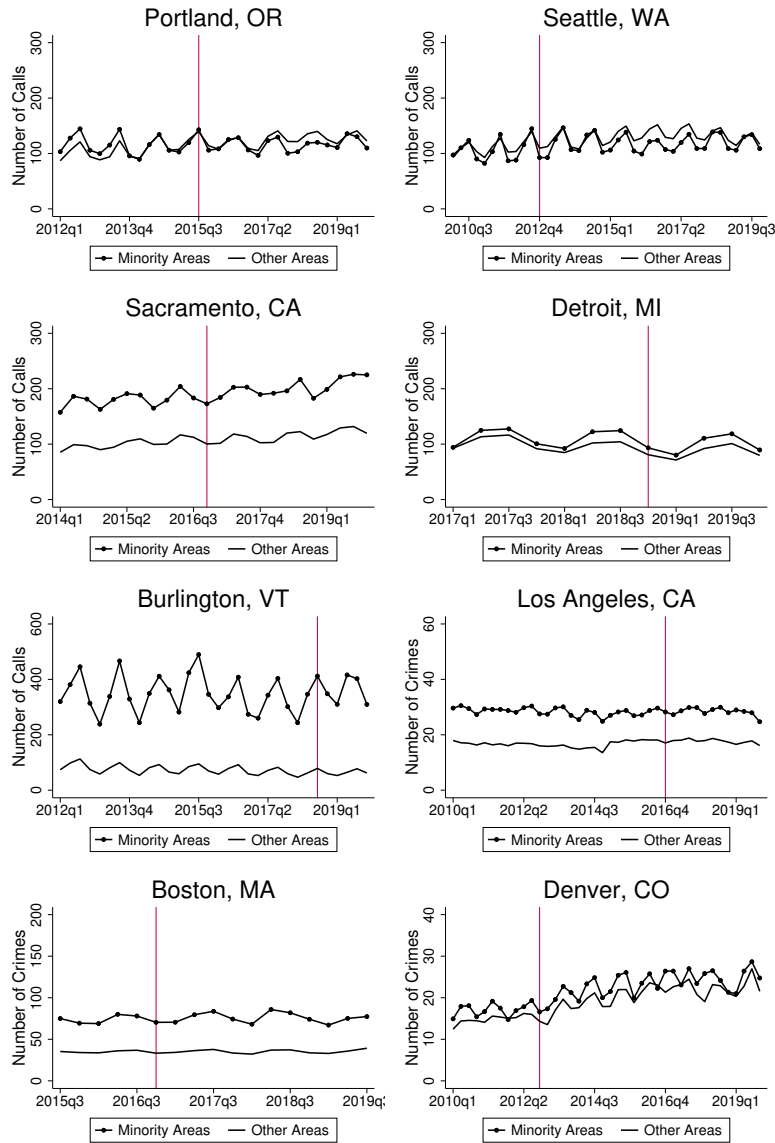 Portland, OR
Number of Calls
0 100 200 300
2012q1 2013q4 2015q3 2017q2 2019q1
Minority Areas Other Areas
Seattle, WA
Number of Calls
0 100 200 300
2010q3 2012q4 2015q1 2017q2 2019q3
Minority Areas Other Areas
Sacramento, CA
Number of Calls
0 100 200 300
2014q1 2015q2 2016q3 2017q4 2019q1
Minority Areas Other Areas
Detroit, MI
Number of Calls
0 100 200 300
2017q1 2017q3 2018q1 2018q3 2019q1 2019q3
Minority Areas Other Areas
Burlington, VT
Number of Calls
0 200 400 600
2012q1 2013q4 2015q3 2017q2 2019q1
Minority Areas Other Areas
Los Angeles, CA
Number of Crimes
0 20 40 60
2010q1 2012q2 2014q3 2016q4 2019q1
Minority Areas Other Areas
Boston, MA
Number of Crimes
0 50 100 150 200
2015q3 2016q3 2017q3 2018q3 2019q3
Minority Areas Other Areas
Denver, CO
Number of Crimes
0 10 20 30 40
2010q1 2012q2 2014q3 2016q4 2019q1
Minority Areas Other Areas